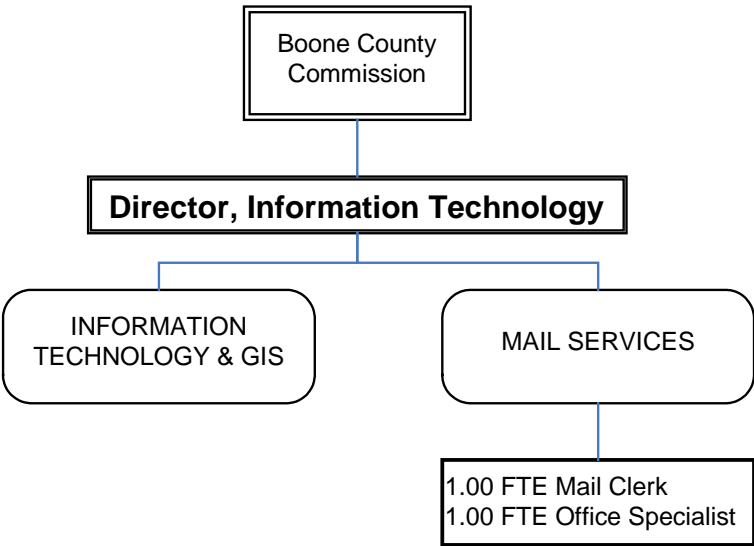 Boone County
Commission
Director, Information Technology
INFORMATION
TECHNOLOGY & GIS
MAIL SERVICES
1.00 FTE Mail Clerk
1.00 FTE Office Specialist